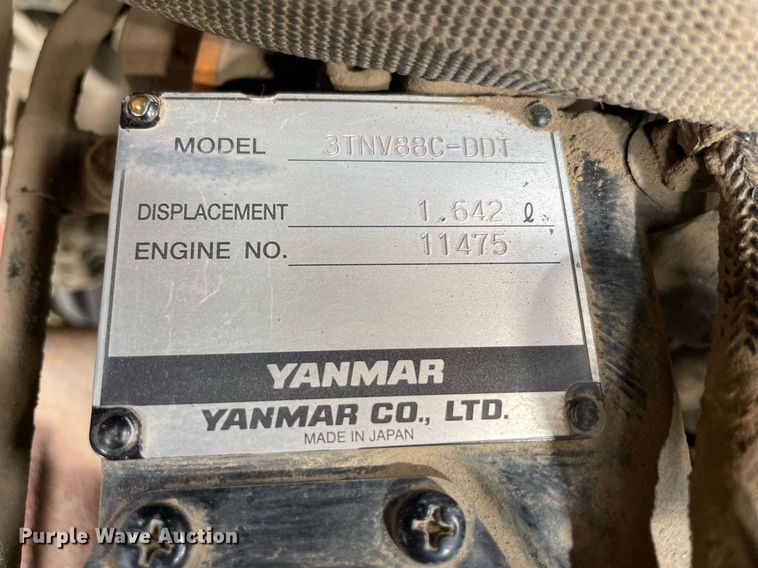 MODEL 3TNV88C-DDT
DISPLACEMENT 1.642 ℓ
ENGINE NO. 11475
YANMAR
YANMAR CO., LTD.
MADE IN JAPAN
Purple Wave Auction